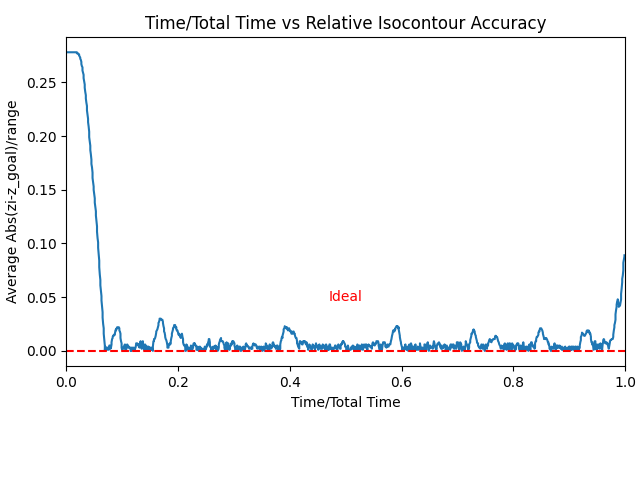 Time/Total Time vs Relative Isocontour Accuracy
Average Abs(zi-z_goal)/range
0.25
0.20
0.15
0.10
0.05
0.00
Ideal
0.0 0.2 0.4 0.6 0.8 1.0
Time/Total Time